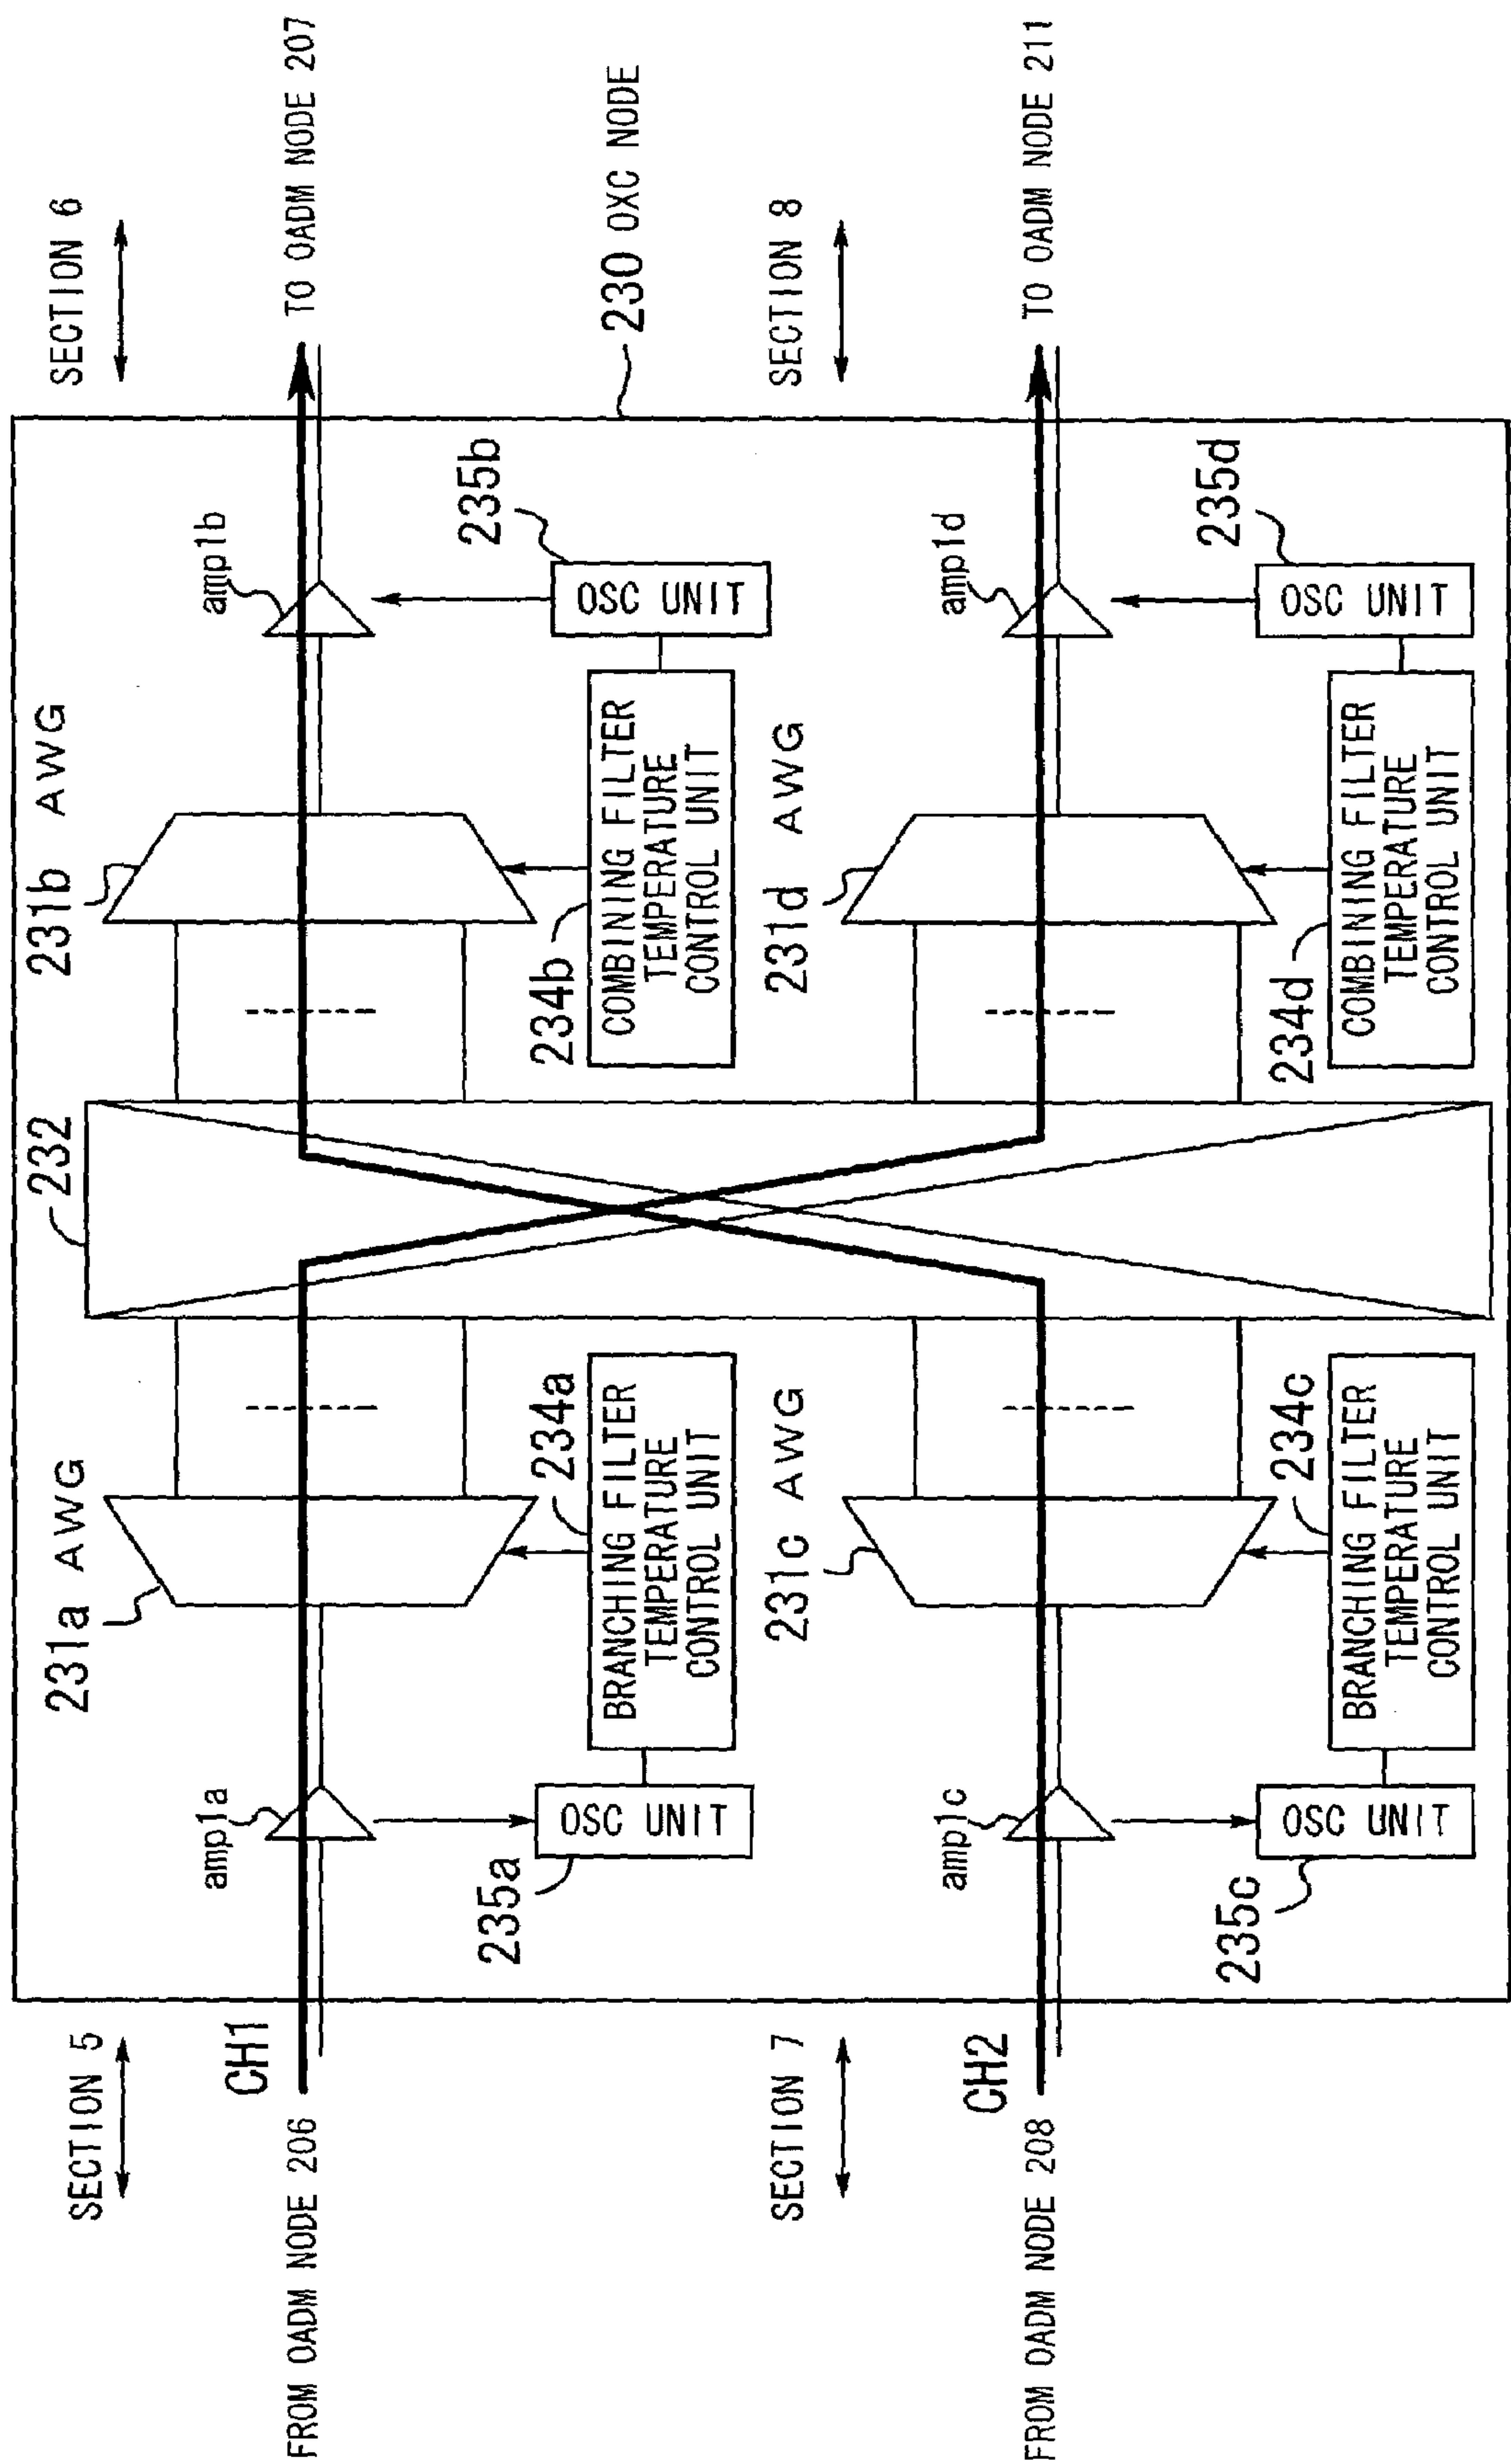 SECTION 5
SECTION 6
FROM OADM NODE 206
CH1
TO OADM NODE 207
230 OXC NODE
231a AWG
232
231b AWG
amp1a
amp1b
235a
OSC UNIT
234a
BRANCHING FILTER
TEMPERATURE
CONTROL UNIT
234b
COMBINING FILTER
TEMPERATURE
CONTROL UNIT
235b
OSC UNIT
SECTION 7
SECTION 8
FROM OADM NODE 208
CH2
TO OADM NODE 211
231c AWG
231d AWG
amp1c
amp1d
235c
OSC UNIT
234c
BRANCHING FILTER
TEMPERATURE
CONTROL UNIT
234d
COMBINING FILTER
TEMPERATURE
CONTROL UNIT
235d
OSC UNIT